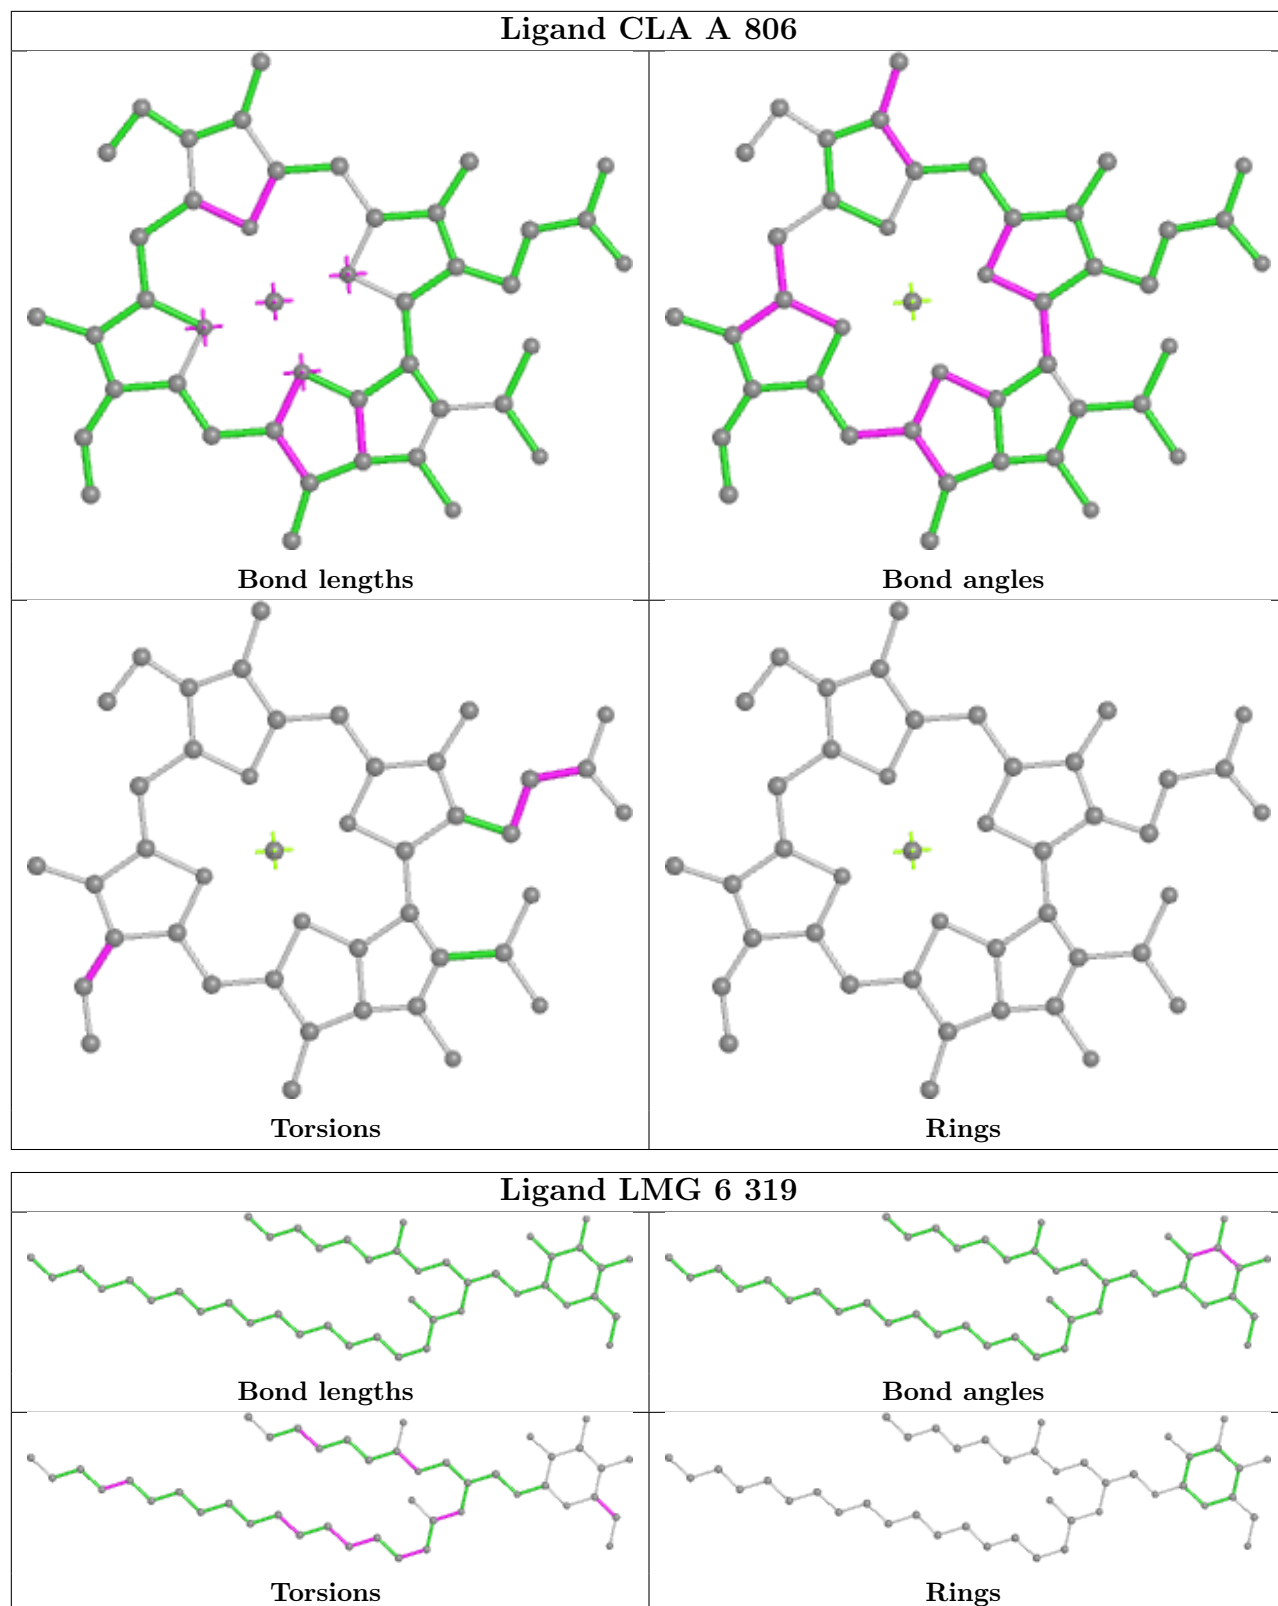 Ligand CLA A 806
Bond lengths
Bond angles
Torsions
Rings
Ligand LMG 6 319
Bond lengths
Bond angles
Torsions
Rings